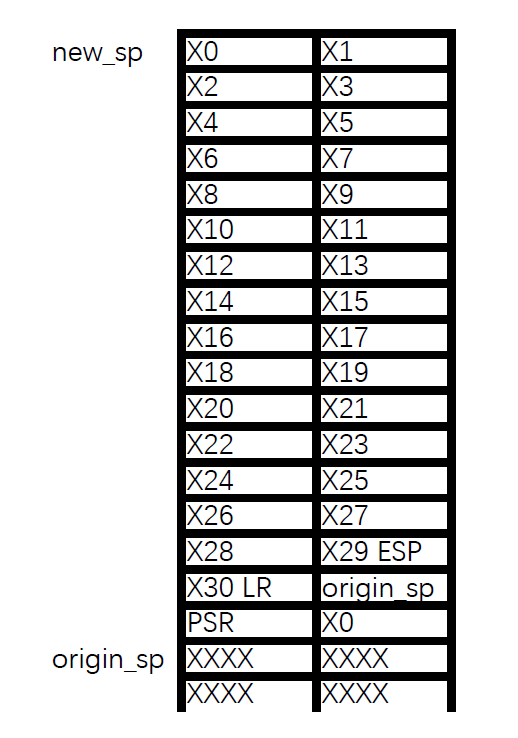 new_sp X0 X1
X2 X3
X4 X5
X6 X7
X8 X9
X10 X11
X12 X13
X14 X15
X16 X17
X18 X19
X20 X21
X22 X23
X24 X25
X26 X27
X28 X29 ESP
X30 LR origin_sp
PSR X0
origin_sp XXXX XXXX
XXXX XXXX